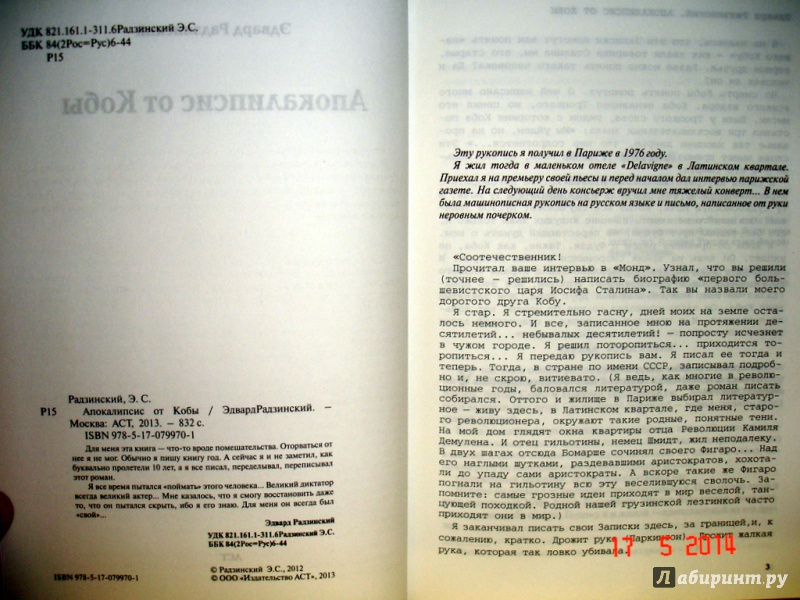 УДК 821.161.1-311.6Радзинский Э.С.
ББК 84(2Рос=Рус)6-44
Р15
Апокалипсис от Кобы
Радзинский, Э. С.
Р15 Апокалипсис от Кобы / ЭдвардРадзинский. —
Москва: АСТ, 2013. — 832 с.
ISBN 978-5-17-079970-1
Для меня эта книга — что-то вроде помешательства. Оторваться от
нее я не мог. Обычно я пишу книгу год. А сейчас я и не заметил, как
буквально пролетели 10 лет, а я все писал, переделывал, переписывал
этот роман.
Я все время пытался «поймать» этого человека... Великий диктатор
всегда великий актер... Мне казалось, что я смогу восстановить даже
то, что он пытался скрыть, ибо я его знаю. Для меня он всегда был
«свой»...
Эдвард Радзинский
УДК 821.161.1-311.6Радзинский Э.С.
ББК 84(2Рос=Рус)6-44
ISBN 978-5-17-079970-1
© Радзинский Э.С., 2012
© ООО «Издательство АСТ», 2013
Эту рукопись я получил в Париже в 1976 году.
Я жил тогда в маленьком отеле «Delavigne» в Латинском квартале.
Приехал я на премьеру своей пьесы и перед началом дал интервью парижской
газете. На следующий день консьерж вручил мне тяжелый конверт... В нем
была машинописная рукопись на русском языке и письмо, написанное от руки
неровным почерком.
«Соотечественник!
Прочитал ваше интервью в «Монд». Узнал, что вы решили
(точнее — решились) написать биографию «первого боль-
шевистского царя Иосифа Сталина». Так вы назвали моего
дорогого друга Кобу.
Я стар. Я стремительно гасну, дней моих на земле оста-
лось немного. И все, записанное мною на протяжении де-
сятилетий... небывалых десятилетий! — попросту исчезнет
в чужом городе. Я решил поторопиться... приходится то-
ропиться... Я передаю рукопись вам. Я писал ее тогда и
теперь. Тогда, в стране по имени СССР, записывал подроб-
но и, не скрою, витиевато. (Я ведь, как многие в револю-
ционные годы, баловался литературой, даже роман писать
собирался. Оттого и жилище в Париже выбирал литератур-
ное — живу здесь, в Латинском квартале, где меня, старо-
го революционера, окружают такие родные, понятные тени.
На мой дом глядят окна квартиры отца Революции Камиля
Демулена. И отец гильотины, немец Шмидт, жил неподалеку.
В двух шагах отсюда Бомарше сочинял своего Фигаро... Над
его наглыми шутками, раздевавшими аристократов, хохота-
ли до упаду сами аристократы. А вскоре такие же Фигаро
погнали на гильотину всю эту веселящуюся сволочь. За-
помните: самые грозные идеи приходят в мир веселой, тан-
цующей походкой. Родной нашей грузинской лезгинкой часто
приходят они в мир.)
Я заканчивал писать свои Записки здесь, за границей, и, к
сожалению, кратко. Дрожит рука (Паркинсон). Дрожит жалкая
рука, которая так ловко убивала.
17 5 2014
3
Лабиринт.ру